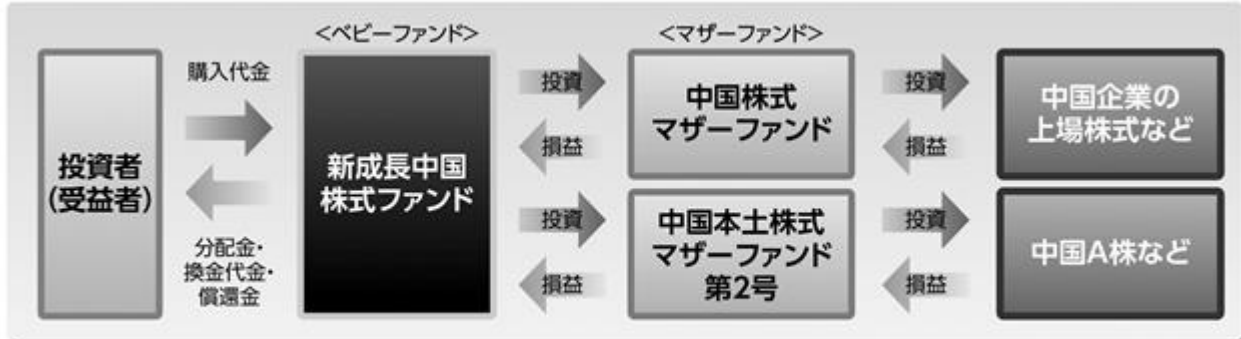 <ベビーファンド>
<マザーファンド>
投資者
(受益者)
購入代金
分配金・
換金代金・
償還金
新成長中国
株式ファンド
投資
損益
中国株式
マザーファンド
投資
損益
中国企業の
上場株式など
投資
損益
中国本土株式
マザーファンド
第2号
投資
損益
中国A株など